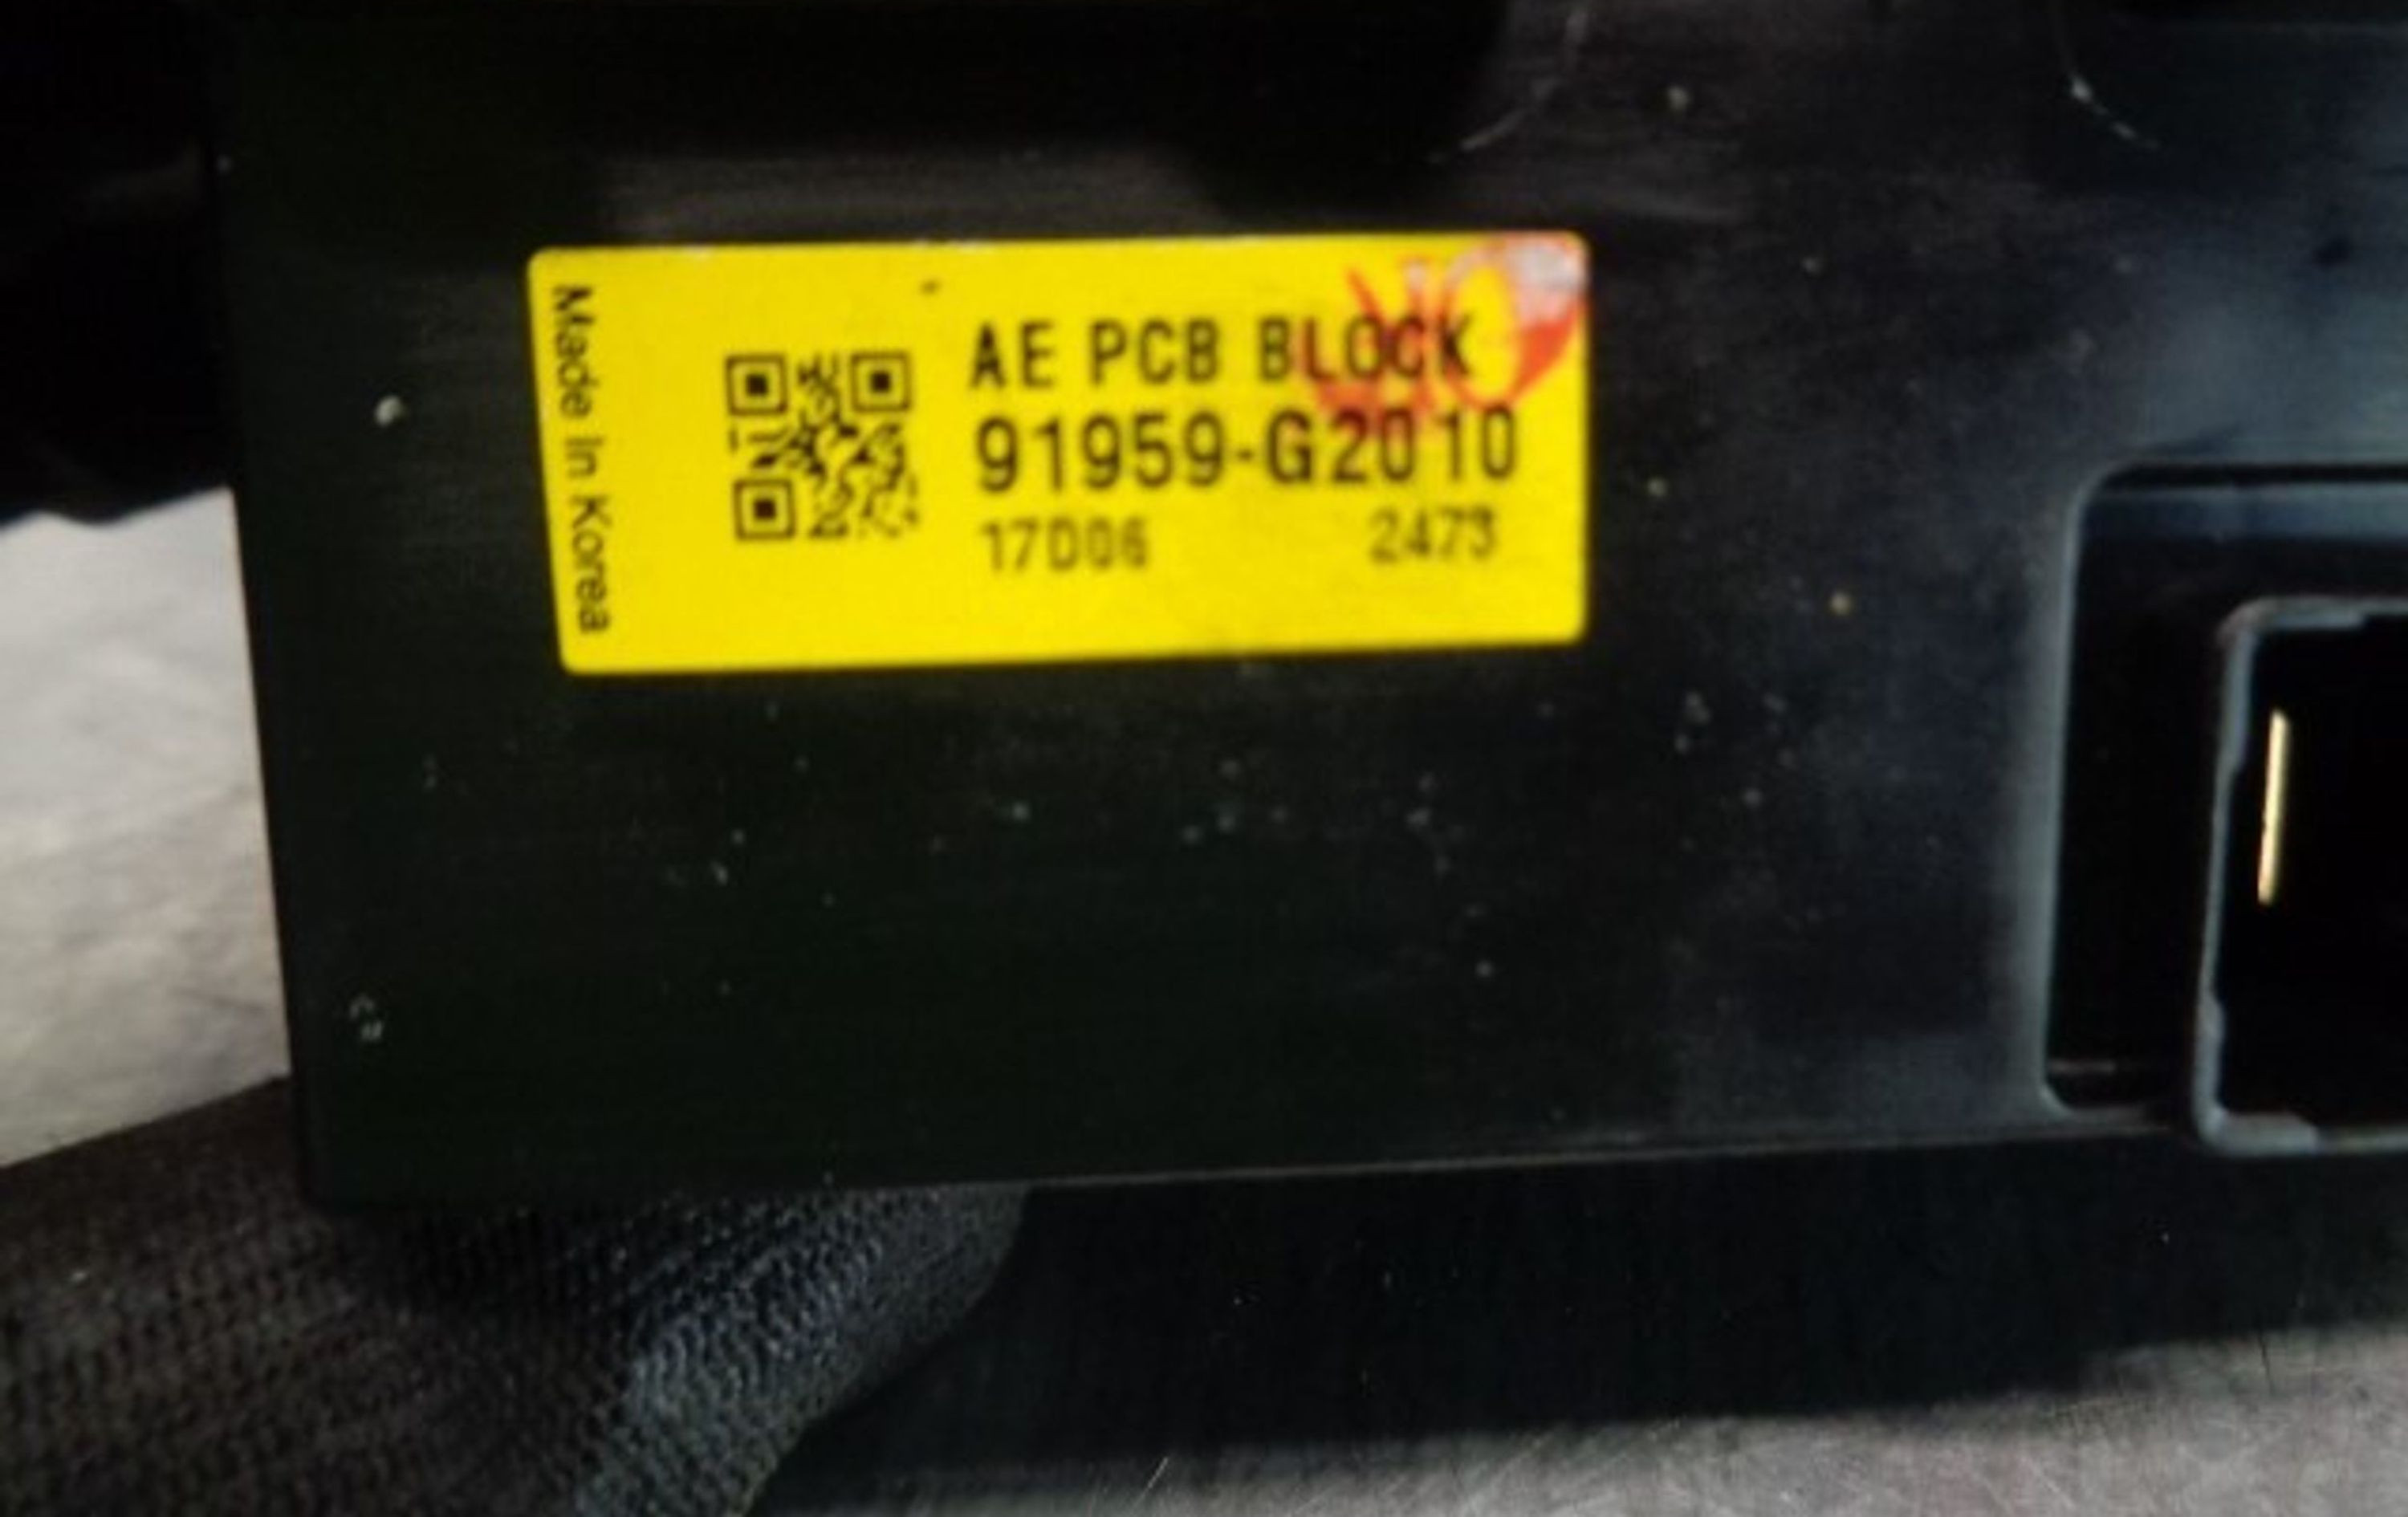 Made In Korea
AE PCB BLOCK
91959-G2010
17D06 2473